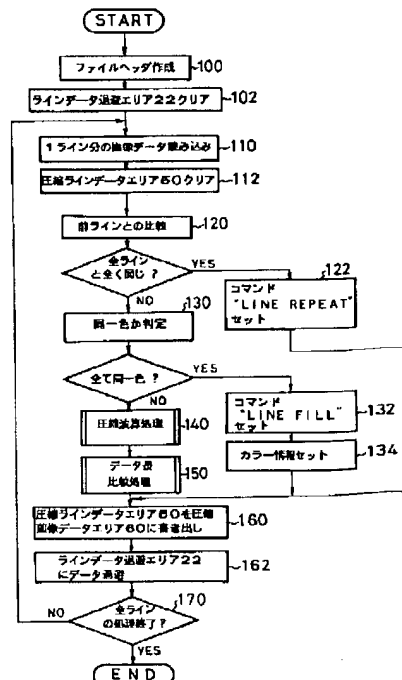 START
ファイルヘッダ作成
100
ラインデータ退避エリア22クリア
102
1ライン分の画像データ読み込み
110
圧縮ラインデータエリア50クリア
112
前ラインとの比較
120
全ライン
と全く同じ?
YES
NO
122
コマンド
"LINE REPEAT"
セット
130
同一色か判定
全て同一色?
YES
NO
132
コマンド
"LINE FILL"
セット
134
カラー情報セット
圧縮演算処理
140
データ量
比較処理
150
圧縮ラインデータエリア50を圧縮
画像データエリア60に書き出し
160
ラインデータ退避エリア22
にデータ退避
162
170
全ライン
の処理終了?
NO
YES
END